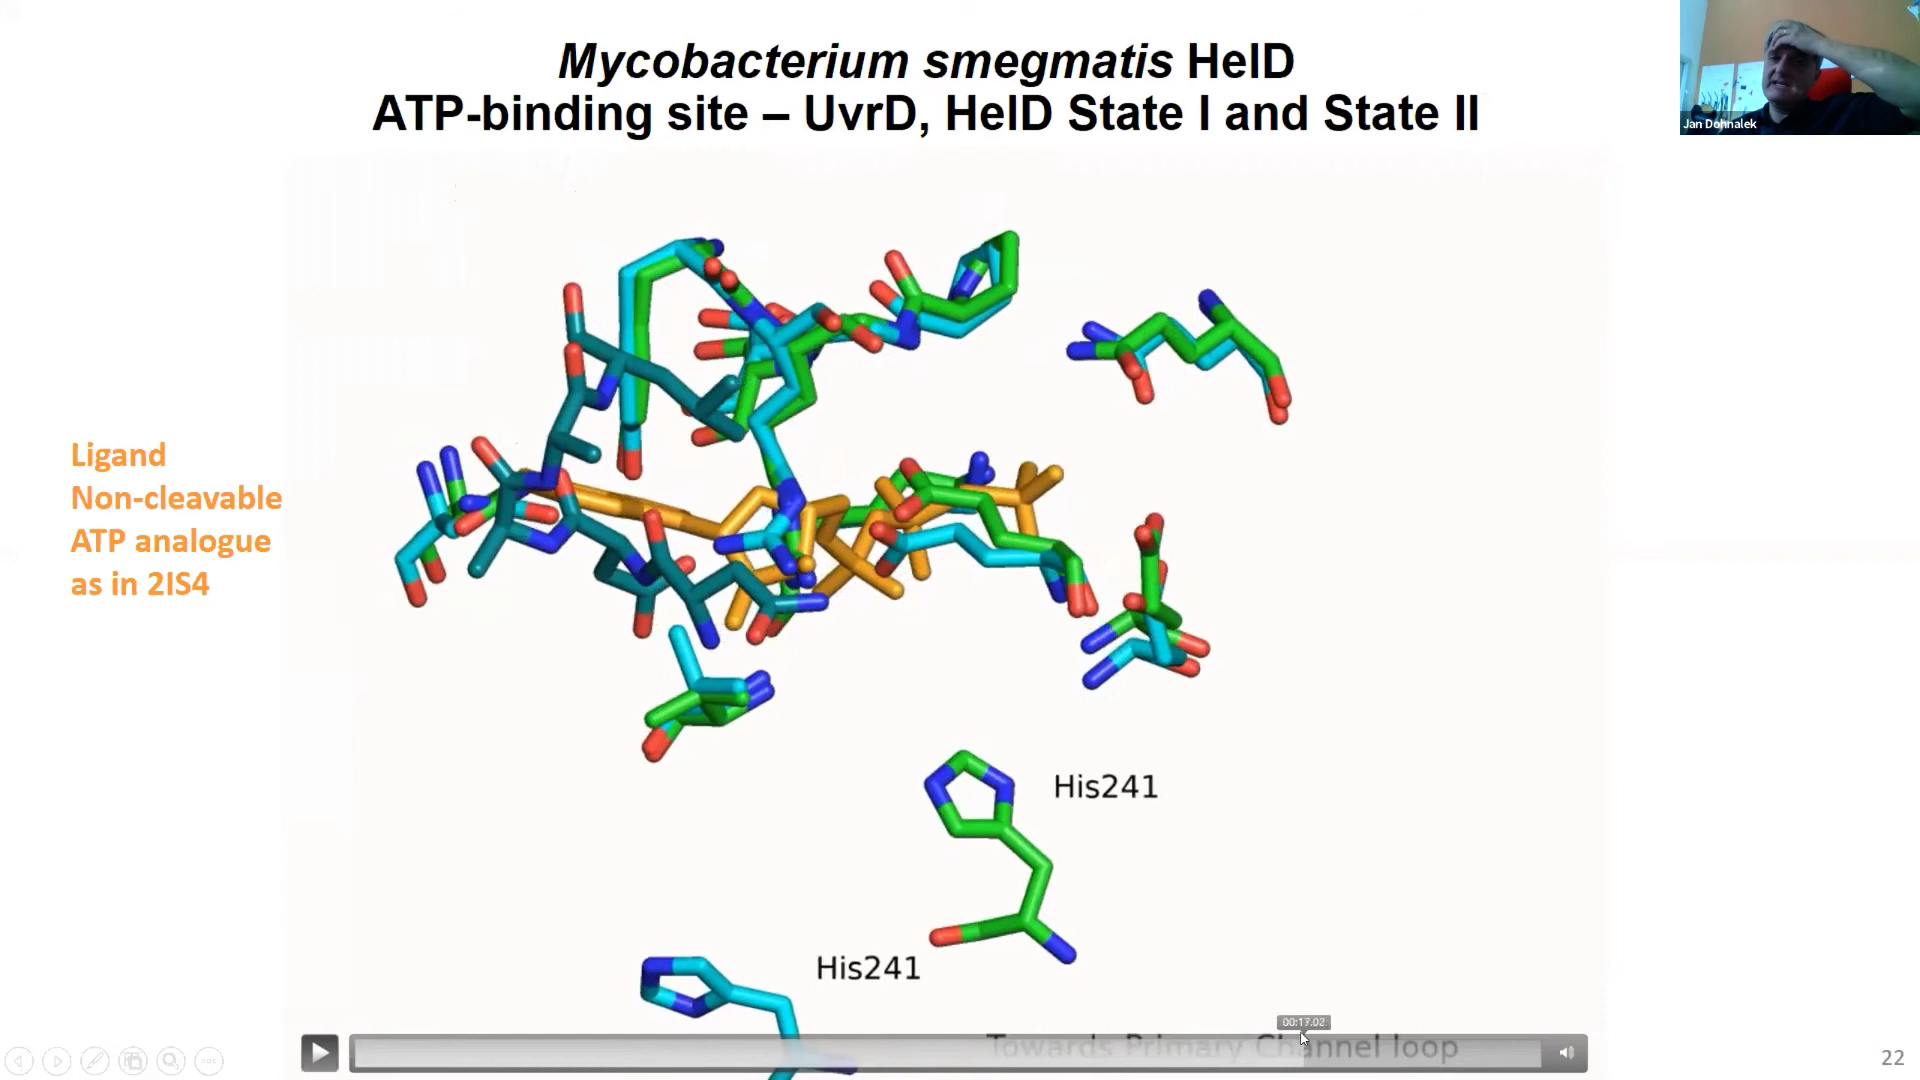 Mycobacterium smegmatis HelD
ATP-binding site – UvrD, HelD State I and State II
Jan Dohnalek
Ligand
Non-cleavable
ATP analogue
as in 2IS4
His241
His241
00:17.02
Towards Primary Channel loop
22